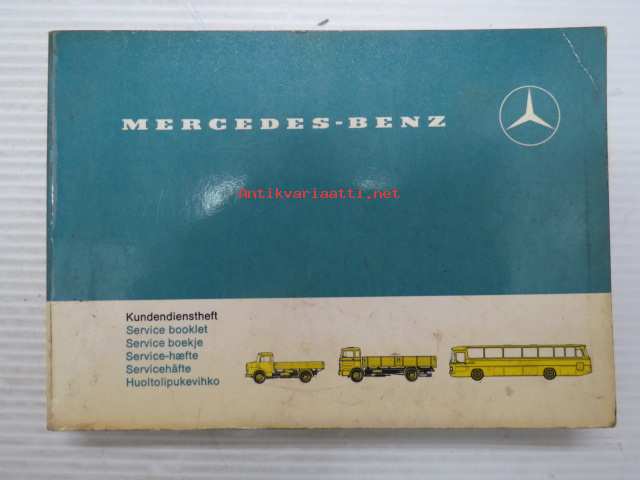 MERCEDES-BENZ
Antikvariaatti.net
Kundendienstheft
Service booklet
Service boekje
Service-hæfte
Servicehäfte
Huoltolipukevihko